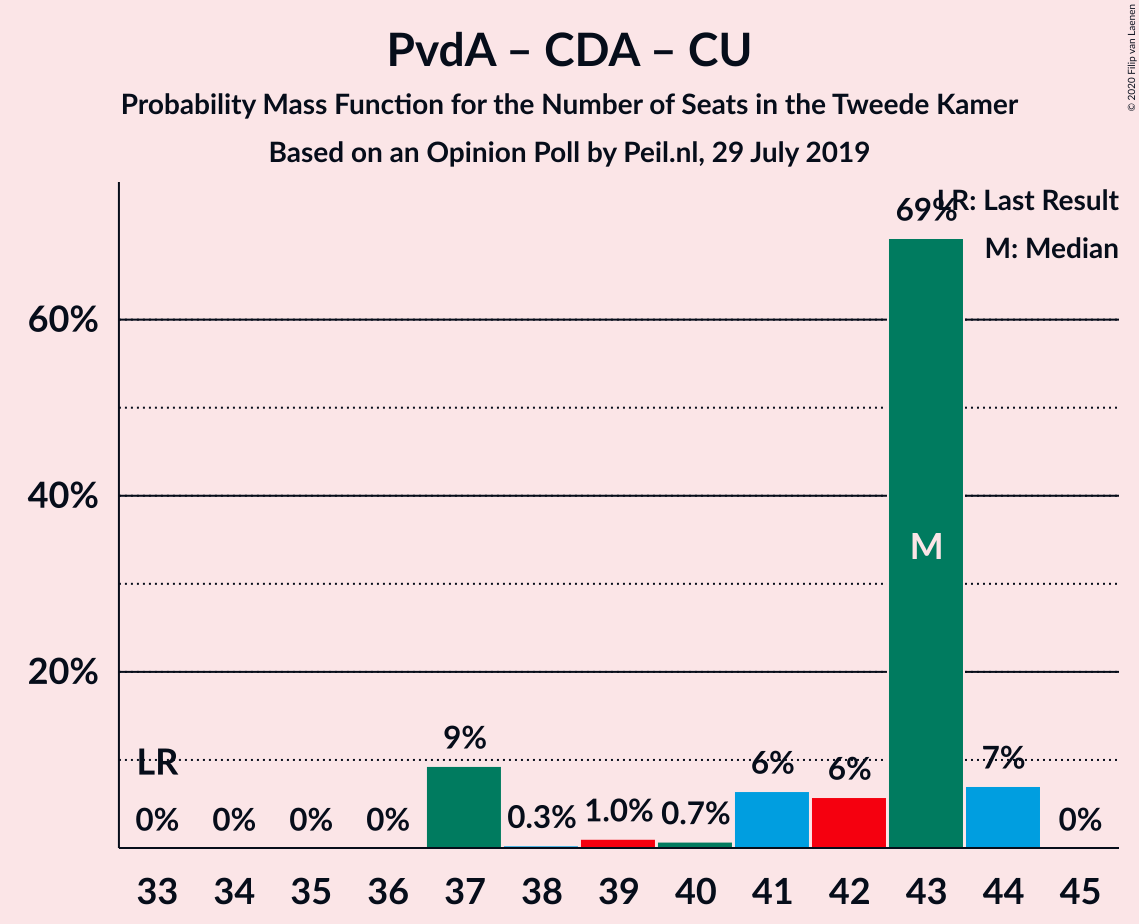 PvdA – CDA – CU
Probability Mass Function for the Number of Seats in the Tweede Kamer
Based on an Opinion Poll by Peil.nl, 29 July 2019
© 2020 Filip van Laenen
LR: Last Result
M: Median
69%
60%
40%
20%
M
LR
0%
0%
0%
0%
9%
0.3%
1.0%
0.7%
6%
6%
7%
0%
33 34 35 36 37 38 39 40 41 42 43 44 45